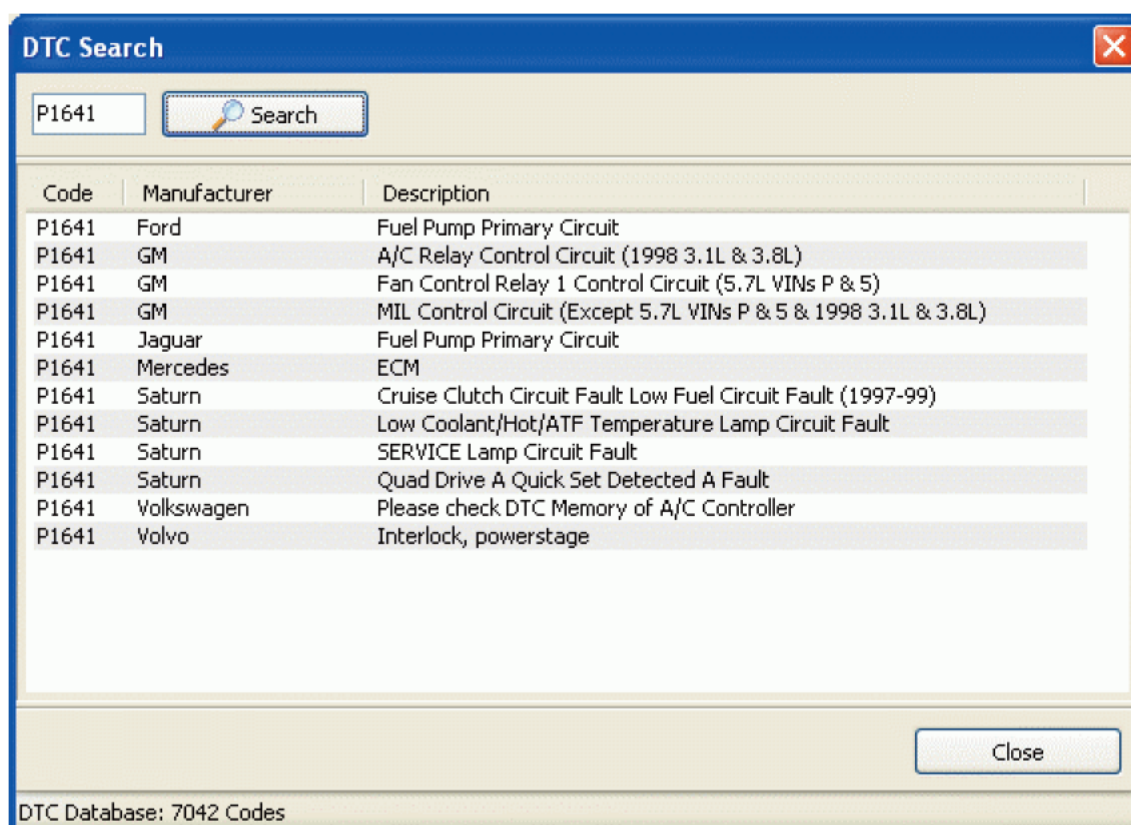 DTC Search
P1641 Search
Code Manufacturer Description
P1641 Ford Fuel Pump Primary Circuit
P1641 GM A/C Relay Control Circuit (1998 3.1L & 3.8L)
P1641 GM Fan Control Relay 1 Control Circuit (5.7L VINs P & 5)
P1641 GM MIL Control Circuit (Except 5.7L VINs P & 5 & 1998 3.1L & 3.8L)
P1641 Jaguar Fuel Pump Primary Circuit
P1641 Mercedes ECM
P1641 Saturn Cruise Clutch Circuit Fault Low Fuel Circuit Fault (1997-99)
P1641 Saturn Low Coolant/Hot/ATF Temperature Lamp Circuit Fault
P1641 Saturn SERVICE Lamp Circuit Fault
P1641 Saturn Quad Drive A Quick Set Detected A Fault
P1641 Volkswagen Please check DTC Memory of A/C Controller
P1641 Volvo Interlock, powerstage
Close
DTC Database: 7042 Codes